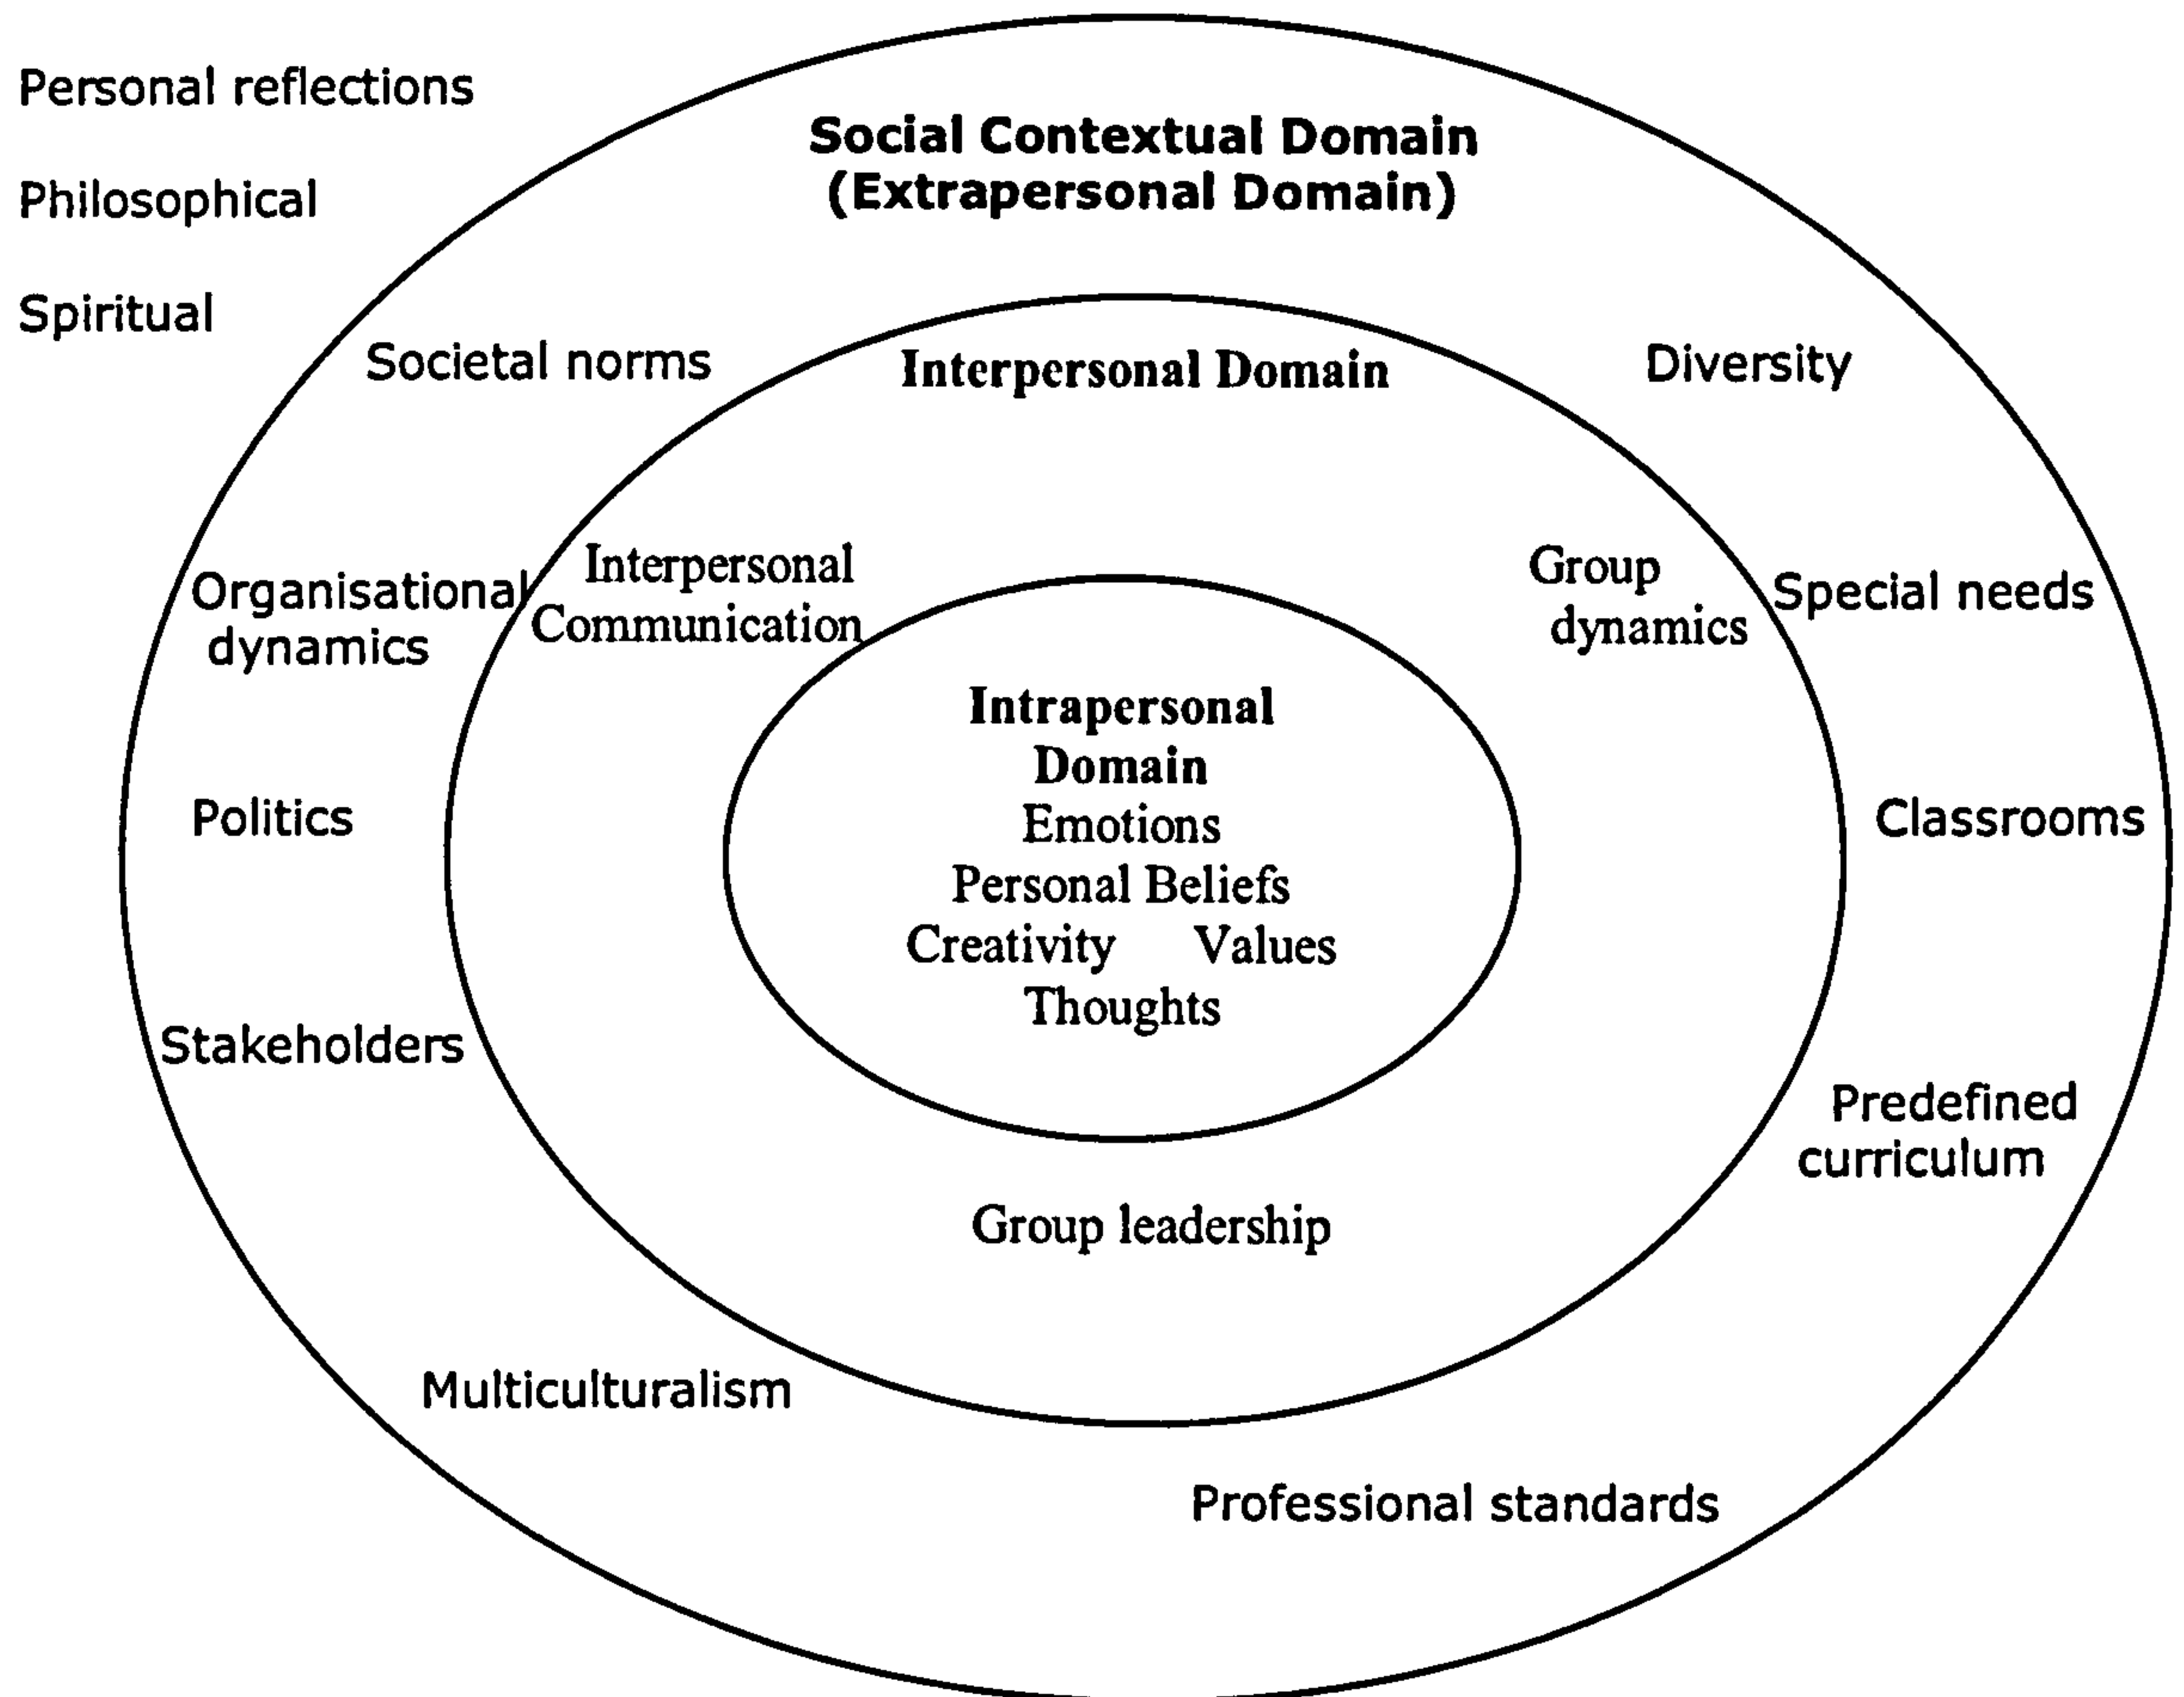 Personal reflections
Social Contextual Domain
(Extrapersonal Domain)
Philosophical
Spiritual
Societal norms
Interpersonal Domain
Diversity
Organisational
dynamics
Interpersonal
Communication
Group
dynamics
Special needs
Intrapersonal
Domain
Emotions
Personal Beliefs
Creativity Values
Thoughts
Politics
Classrooms
Stakeholders
Predefined
curriculum
Group leadership
Multiculturalism
Professional standards